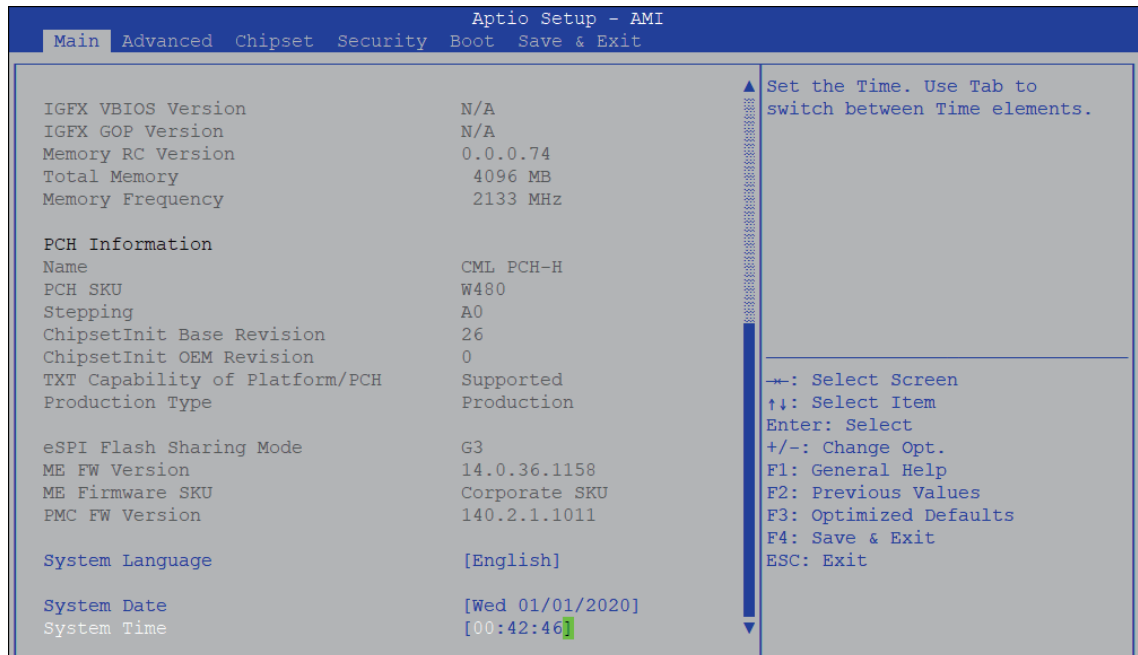 Aptio Setup - AMI
Main Advanced Chipset Security Boot Save & Exit
IGFX VBIOS Version N/A
IGFX GOP Version N/A
Memory RC Version 0.0.0.74
Total Memory 4096 MB
Memory Frequency 2133 MHz
PCH Information
Name CML PCH-H
PCH SKU W480
Stepping A0
ChipsetInit Base Revision 26
ChipsetInit OEM Revision 0
TXT Capability of Platform/PCH Supported
Production Type Production
eSPI Flash Sharing Mode G3
ME FW Version 14.0.36.1158
ME Firmware SKU Corporate SKU
PMC FW Version 140.2.1.1011
System Language [English]
System Date [Wed 01/01/2020]
System Time [00:42:46]
Set the Time. Use Tab to
switch between Time elements.
→←: Select Screen
↑↓: Select Item
Enter: Select
+/-: Change Opt.
F1: General Help
F2: Previous Values
F3: Optimized Defaults
F4: Save & Exit
ESC: Exit